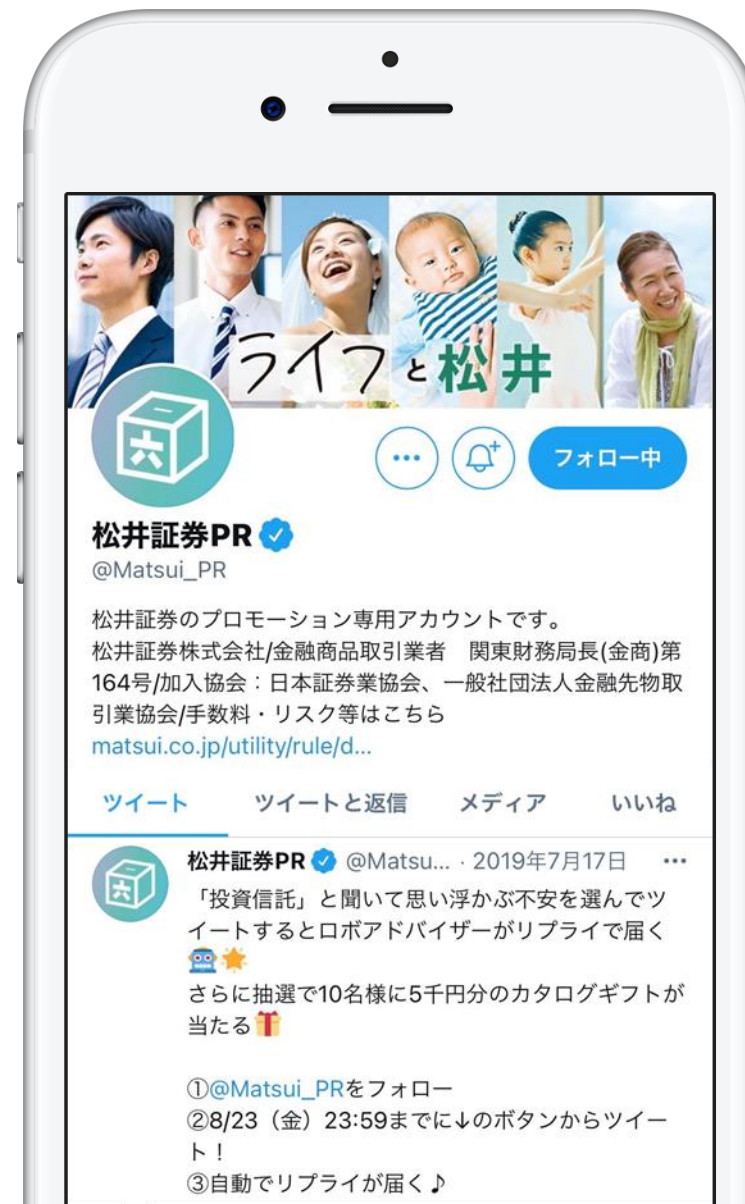 ライフと松井
六
フォロー中
松井証券PR
@Matsui_PR
松井証券のプロモーション専用アカウントです。
松井証券株式会社/金融商品取引業者　関東財務局長(金商)第
164号/加入協会：日本証券業協会、一般社団法人金融先物取
引業協会/手数料・リスク等はこちら
matsui.co.jp/utility/rule/d...
ツイート ツイートと返信 メディア いいね
六
松井証券PR @Matsu... · 2019年7月17日 ···
「投資信託」と聞いて思い浮かぶ不安を選んでツ
イートするとロボアドバイザーがリプライで届く
🤖🌟
さらに抽選で10名様に5千円分のカタログギフトが
当たる🎁
①@Matsui_PRをフォロー
②8/23（金）23:59までに↓のボタンからツイー
ト！
③自動でリプライが届く♪